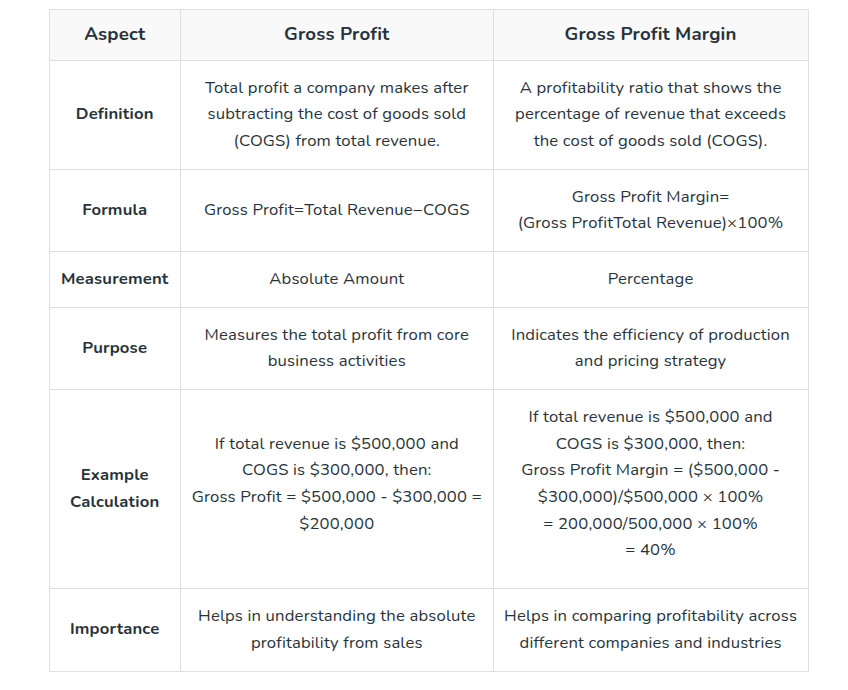 Aspect Gross Profit Gross Profit Margin
Definition
Total profit a company makes after
subtracting the cost of goods sold
(COGS) from total revenue.
A profitability ratio that shows the
percentage of revenue that exceeds
the cost of goods sold (COGS).
Formula
Gross Profit=Total Revenue−COGS
Gross Profit Margin=
(Gross ProfitTotal Revenue)×100%
Measurement
Absolute Amount
Percentage
Purpose
Measures the total profit from core
business activities
Indicates the efficiency of production
and pricing strategy
Example
Calculation
If total revenue is $500,000 and
COGS is $300,000, then:
Gross Profit = $500,000 - $300,000 =
$200,000
If total revenue is $500,000 and
COGS is $300,000, then:
Gross Profit Margin = ($500,000 -
$300,000)/$500,000 × 100%
= 200,000/500,000 × 100%
= 40%
Importance
Helps in understanding the absolute
profitability from sales
Helps in comparing profitability across
different companies and industries